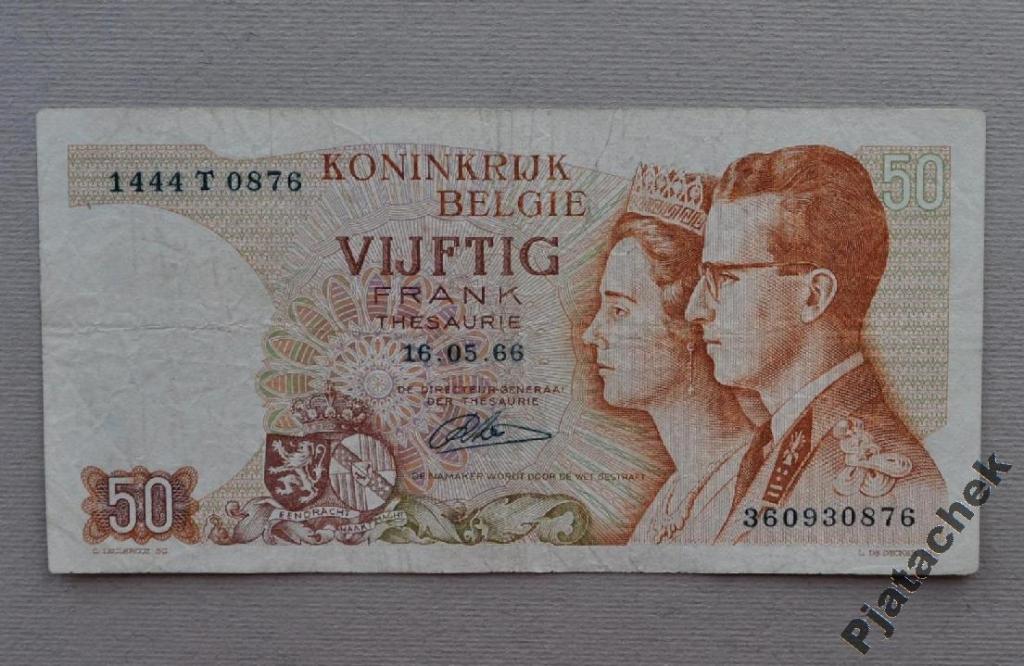 1444 T 0876
KONINKRIJK
BELGIE
50
VIJFTIG
FRANK
THESAURIE
16.05.66
DE DIRECTEUR-GENERAAL
DER THESAURIE
DE NAMAKER WORDT DOOR DE WET GESTRAFT
50
EENDRACHT
MAAKT MACHT
360930876
Pjatachek